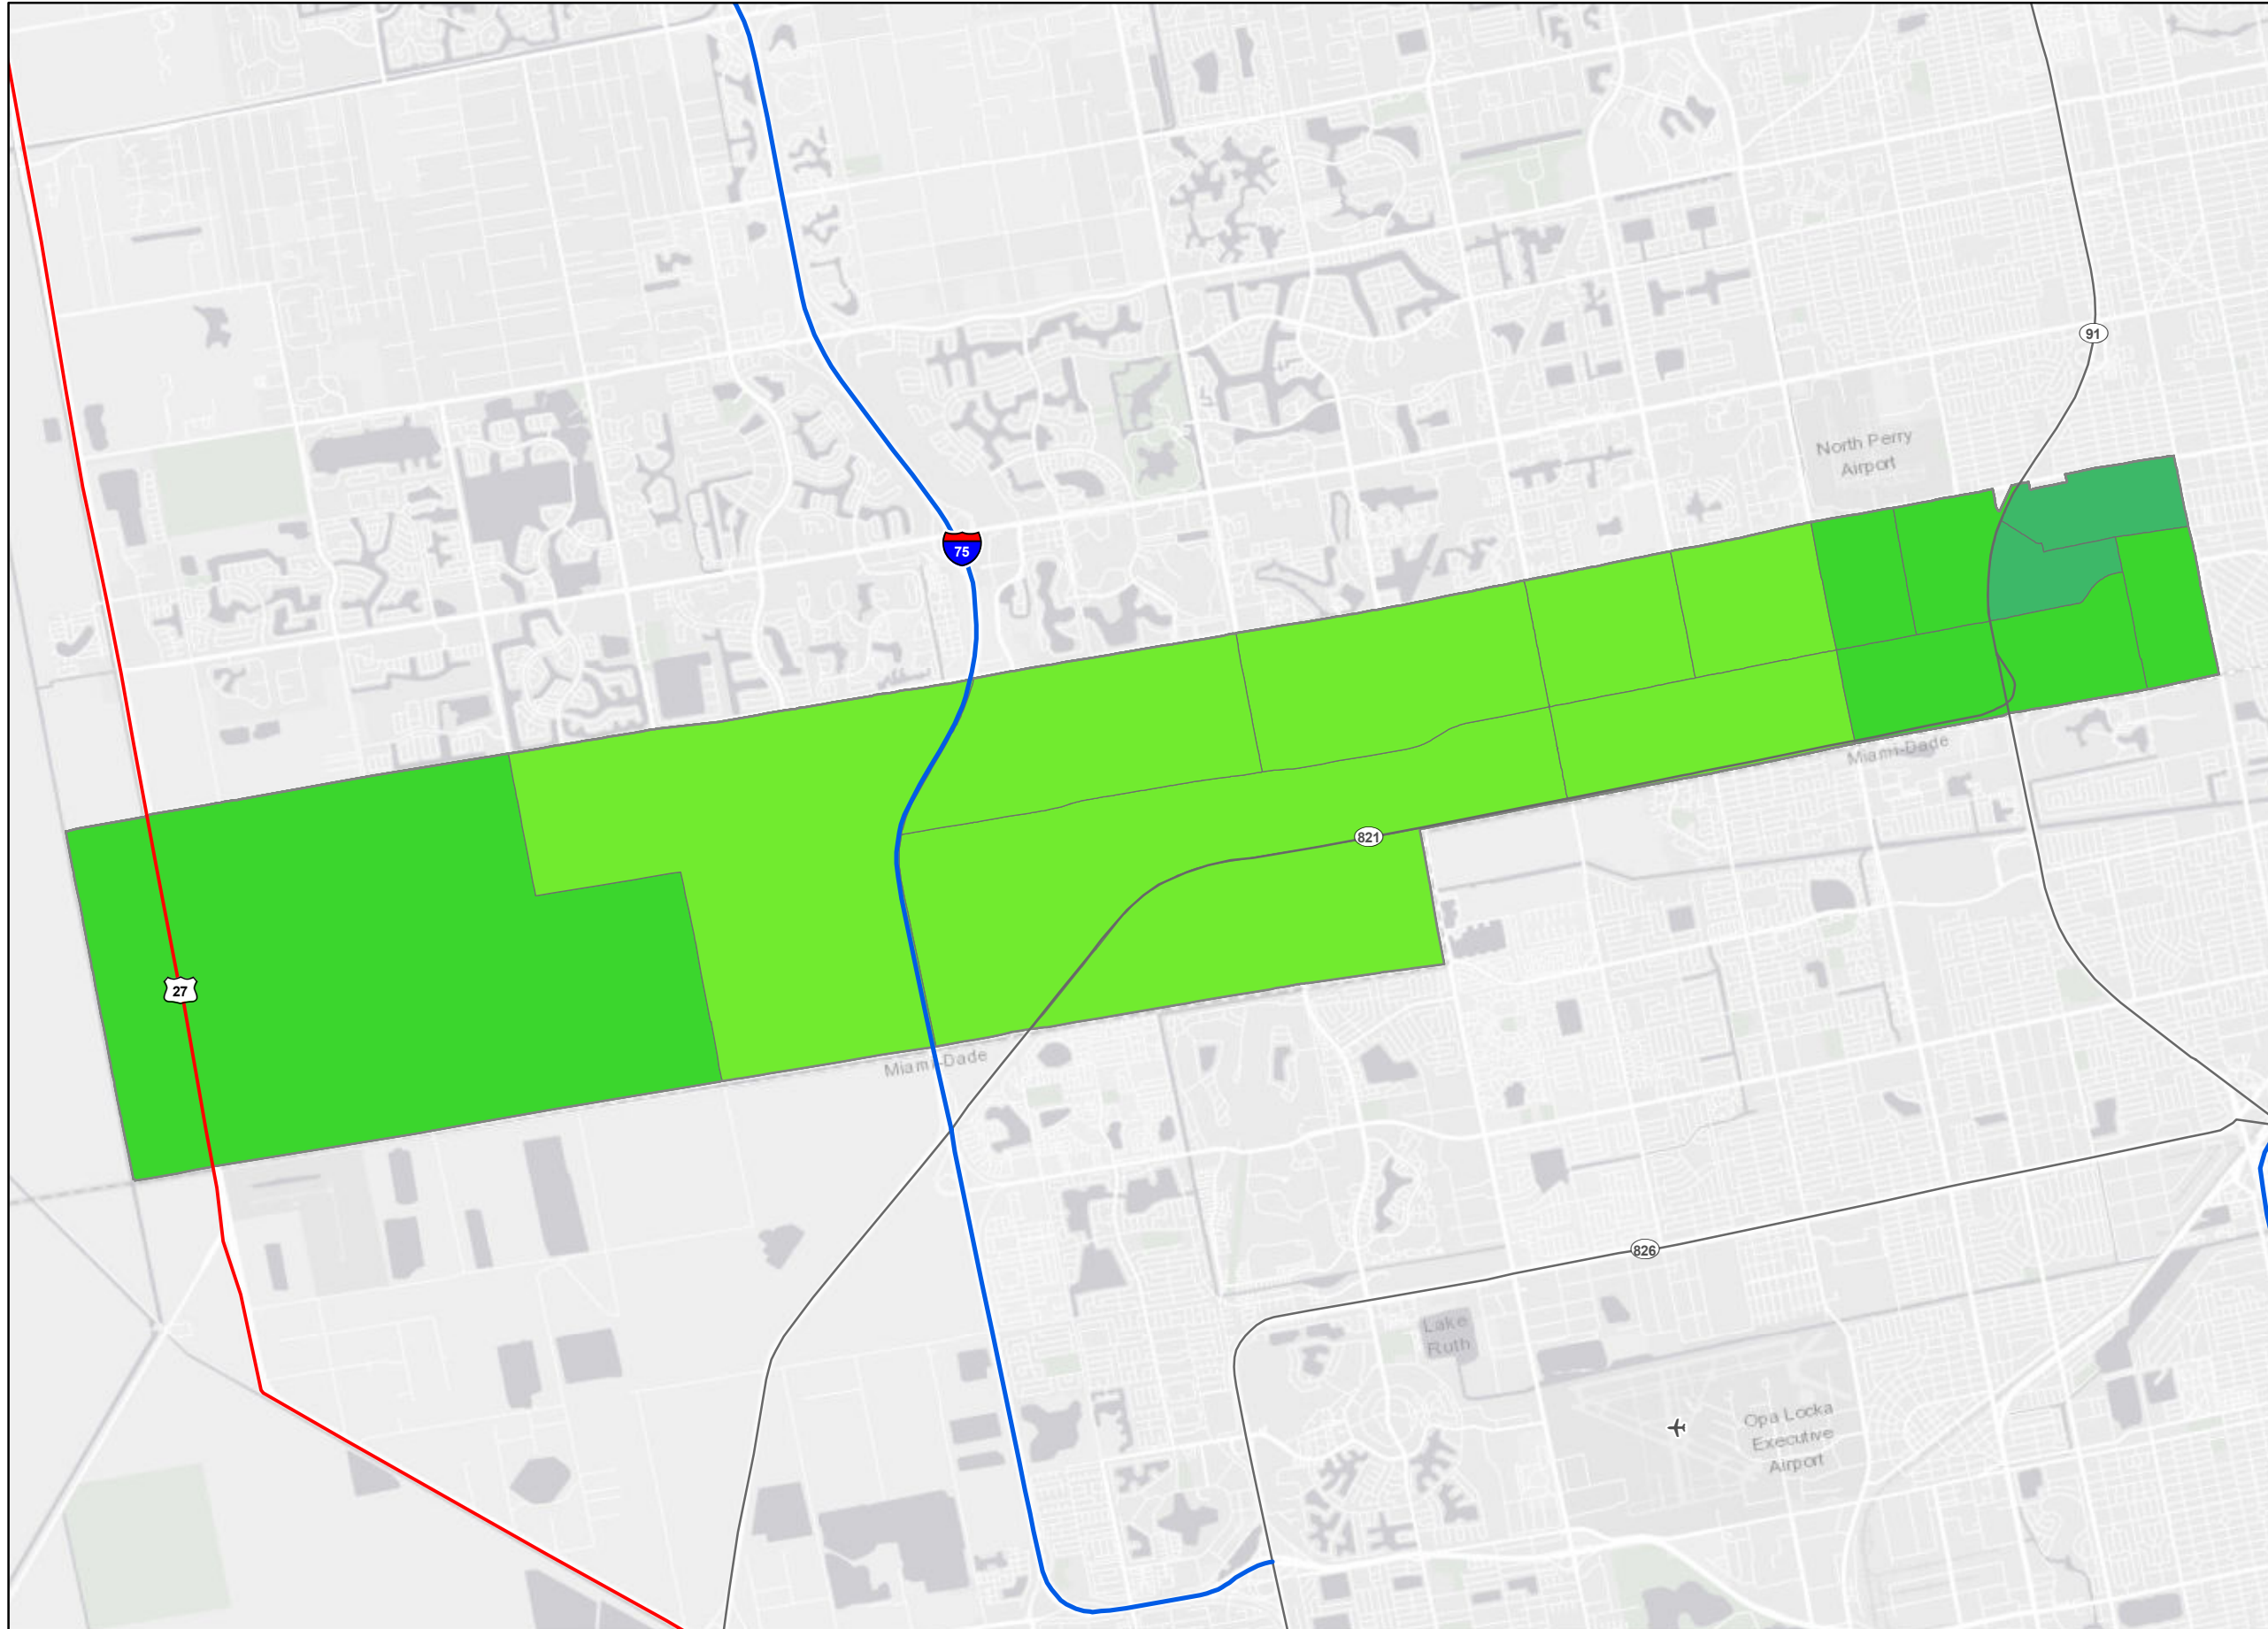 91
North Perry
Airport
75
Miami-Dade
821
27
Miami-Dade
826
Lake
Ruth
Opa Locka
Executive
Airport